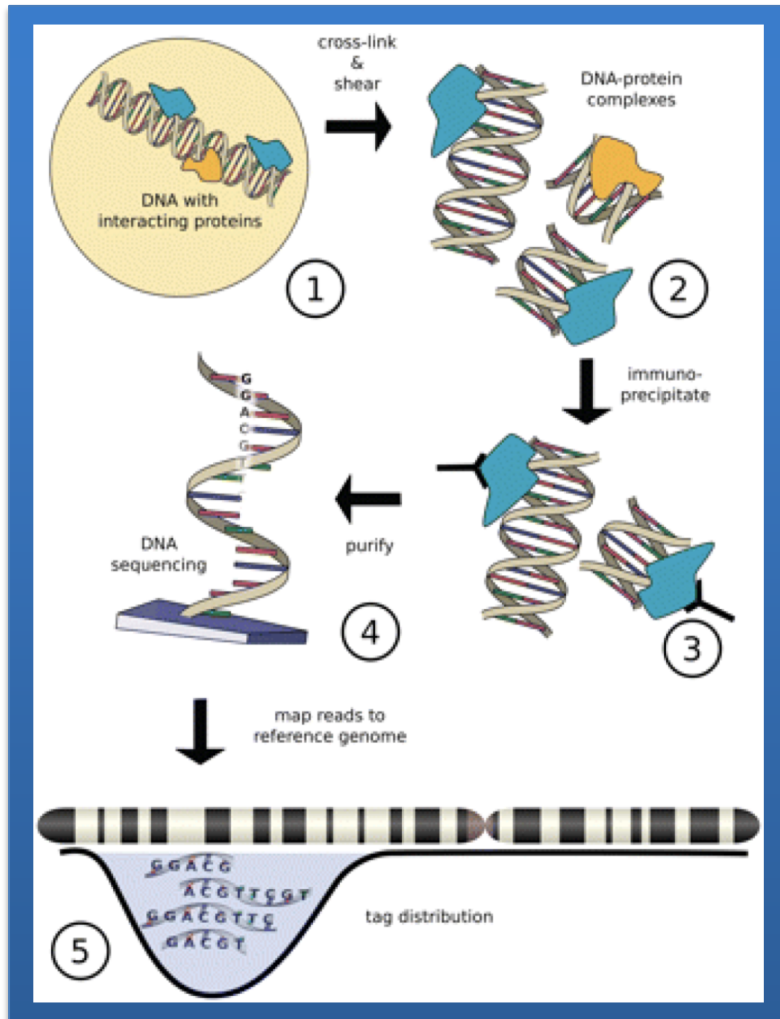 cross-link
&
shear
DNA-protein
complexes
DNA with
interacting proteins
1
2
immuno-
precipitate
G
G
A
C
G
T
purify
DNA
sequencing
4
3
map reads to
reference genome
GGACG
ACGTTCGT
GGACGTTC
GACGT
tag distribution
5